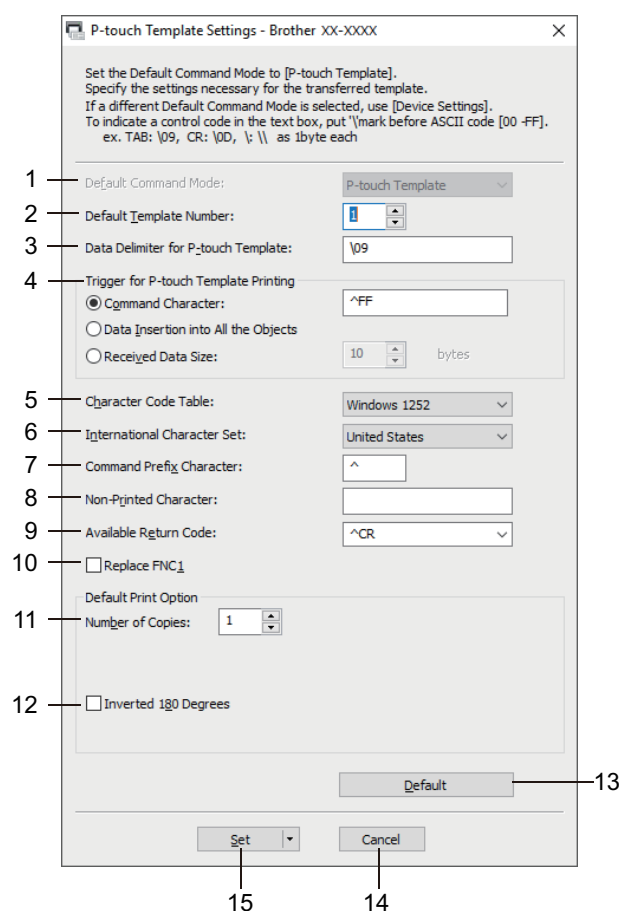 P-touch Template Settings - Brother XX-XXXX
Set the Default Command Mode to [P-touch Template].
Specify the settings necessary for the transferred template.
If a different Default Command Mode is selected, use [Device Settings].
To indicate a control code in the text box, put '\'mark before ASCII code [00 -FF].
ex. TAB: \09, CR: \0D, \: \\ as 1byte each
1 Default Command Mode: P-touch Template
2 Default Template Number: 1
3 Data Delimiter for P-touch Template: \09
4 Trigger for P-touch Template Printing
Command Character: ^FF
Data Insertion into All the Objects
Received Data Size: 10 bytes
5 Character Code Table: Windows 1252
6 International Character Set: United States
7 Command Prefix Character: ^
8 Non-Printed Character:
9 Available Return Code: ^CR
10 Replace FNC1
Default Print Option
11 Number of Copies: 1
12 Inverted 180 Degrees
Default 13
Set Cancel
15 14